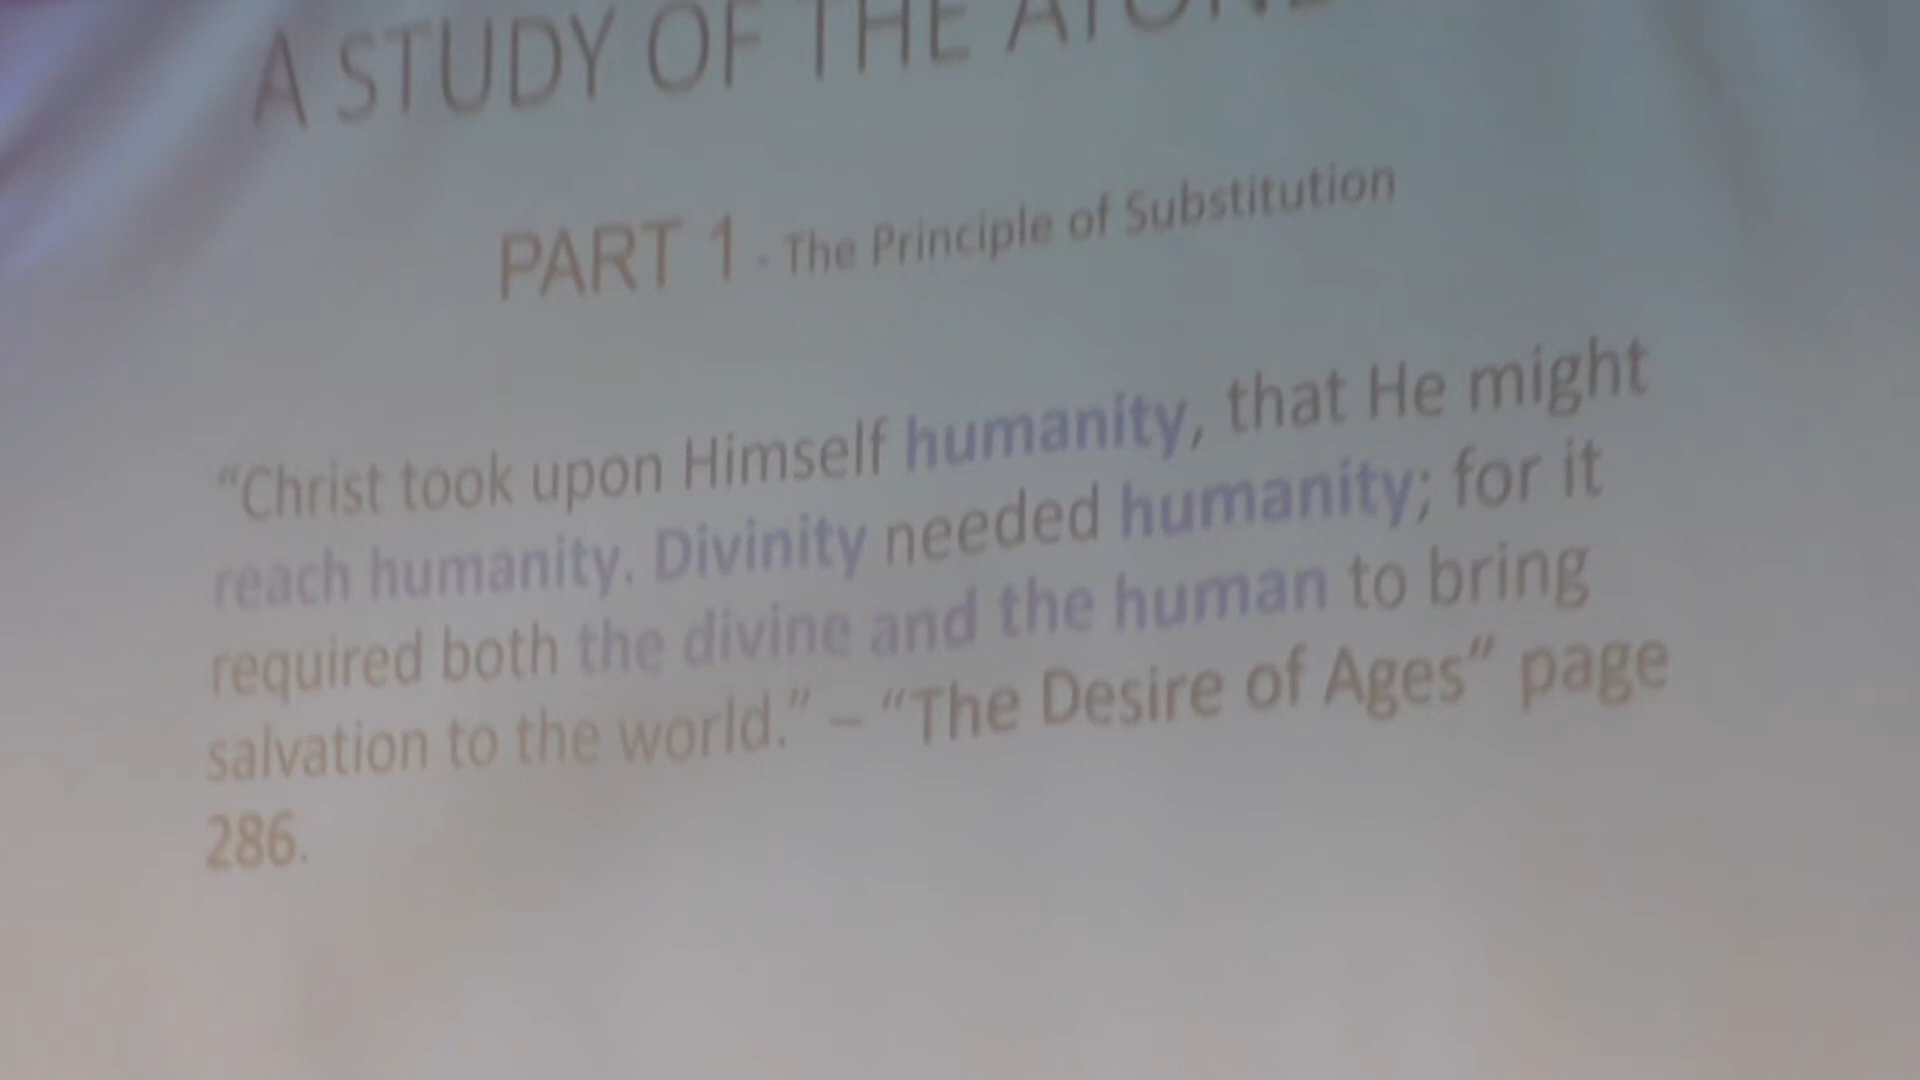 A STUDY OF THE
PART 1 - The Principle of Substitution
“Christ took upon Himself humanity, that He might
reach humanity. Divinity needed humanity; for it
required both the divine and the human to bring
salvation to the world.” – “The Desire of Ages” page
286.